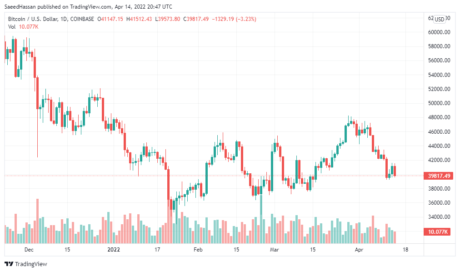 SaeedHassan published on TradingView.com, Apr 14, 2022 20:47 UTC
Bitcoin / U.S. Dollar, 1D, COINBASE O41147.15 H41512.43 L39573.80 C39817.49 −1329.19 (−3.23%)
Vol. 10.077K
USD
60000.00
58000.00
56000.00
54000.00
52000.00
50000.00
48000.00
46000.00
44000.00
42000.00
39817.49
38000.00
36000.00
34000.00
10.077K
Dec 15 2022 17 Feb 15 Mar 15 Apr 18
TradingView